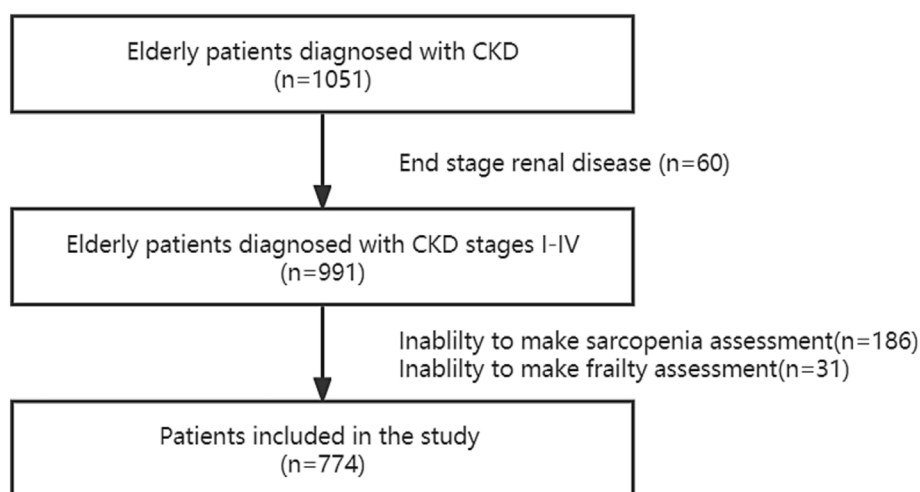 Elderly patients diagnosed with CKD
(n=1051)
End stage renal disease (n=60)
Elderly patients diagnosed with CKD stages I-IV
(n=991)
Inablilty to make sarcopenia assessment(n=186)
Inablilty to make frailty assessment(n=31)
Patients included in the study
(n=774)